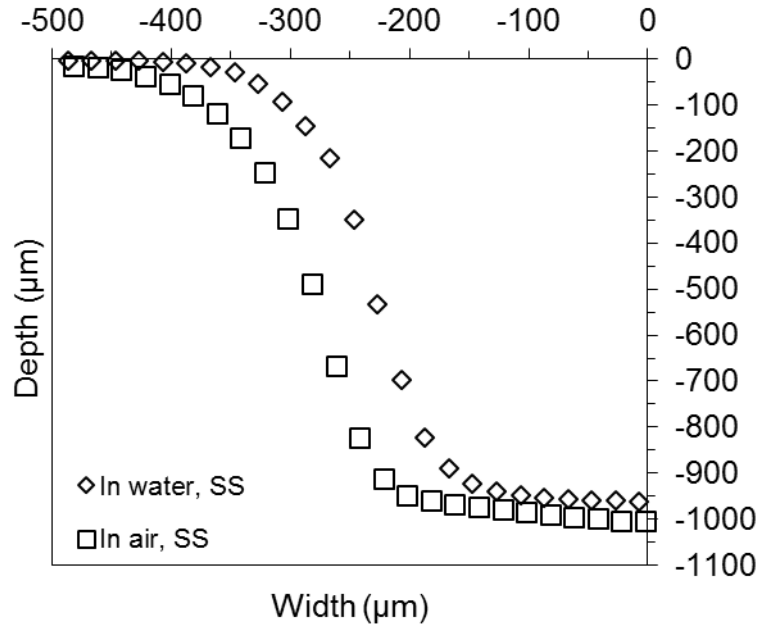 -500 -400 -300 -200 -100 0
0
-100
-200
-300
-400
-500
-600
-700
-800
-900
-1000
-1100
Depth (μm)
In water, SS
In air, SS
Width (μm)